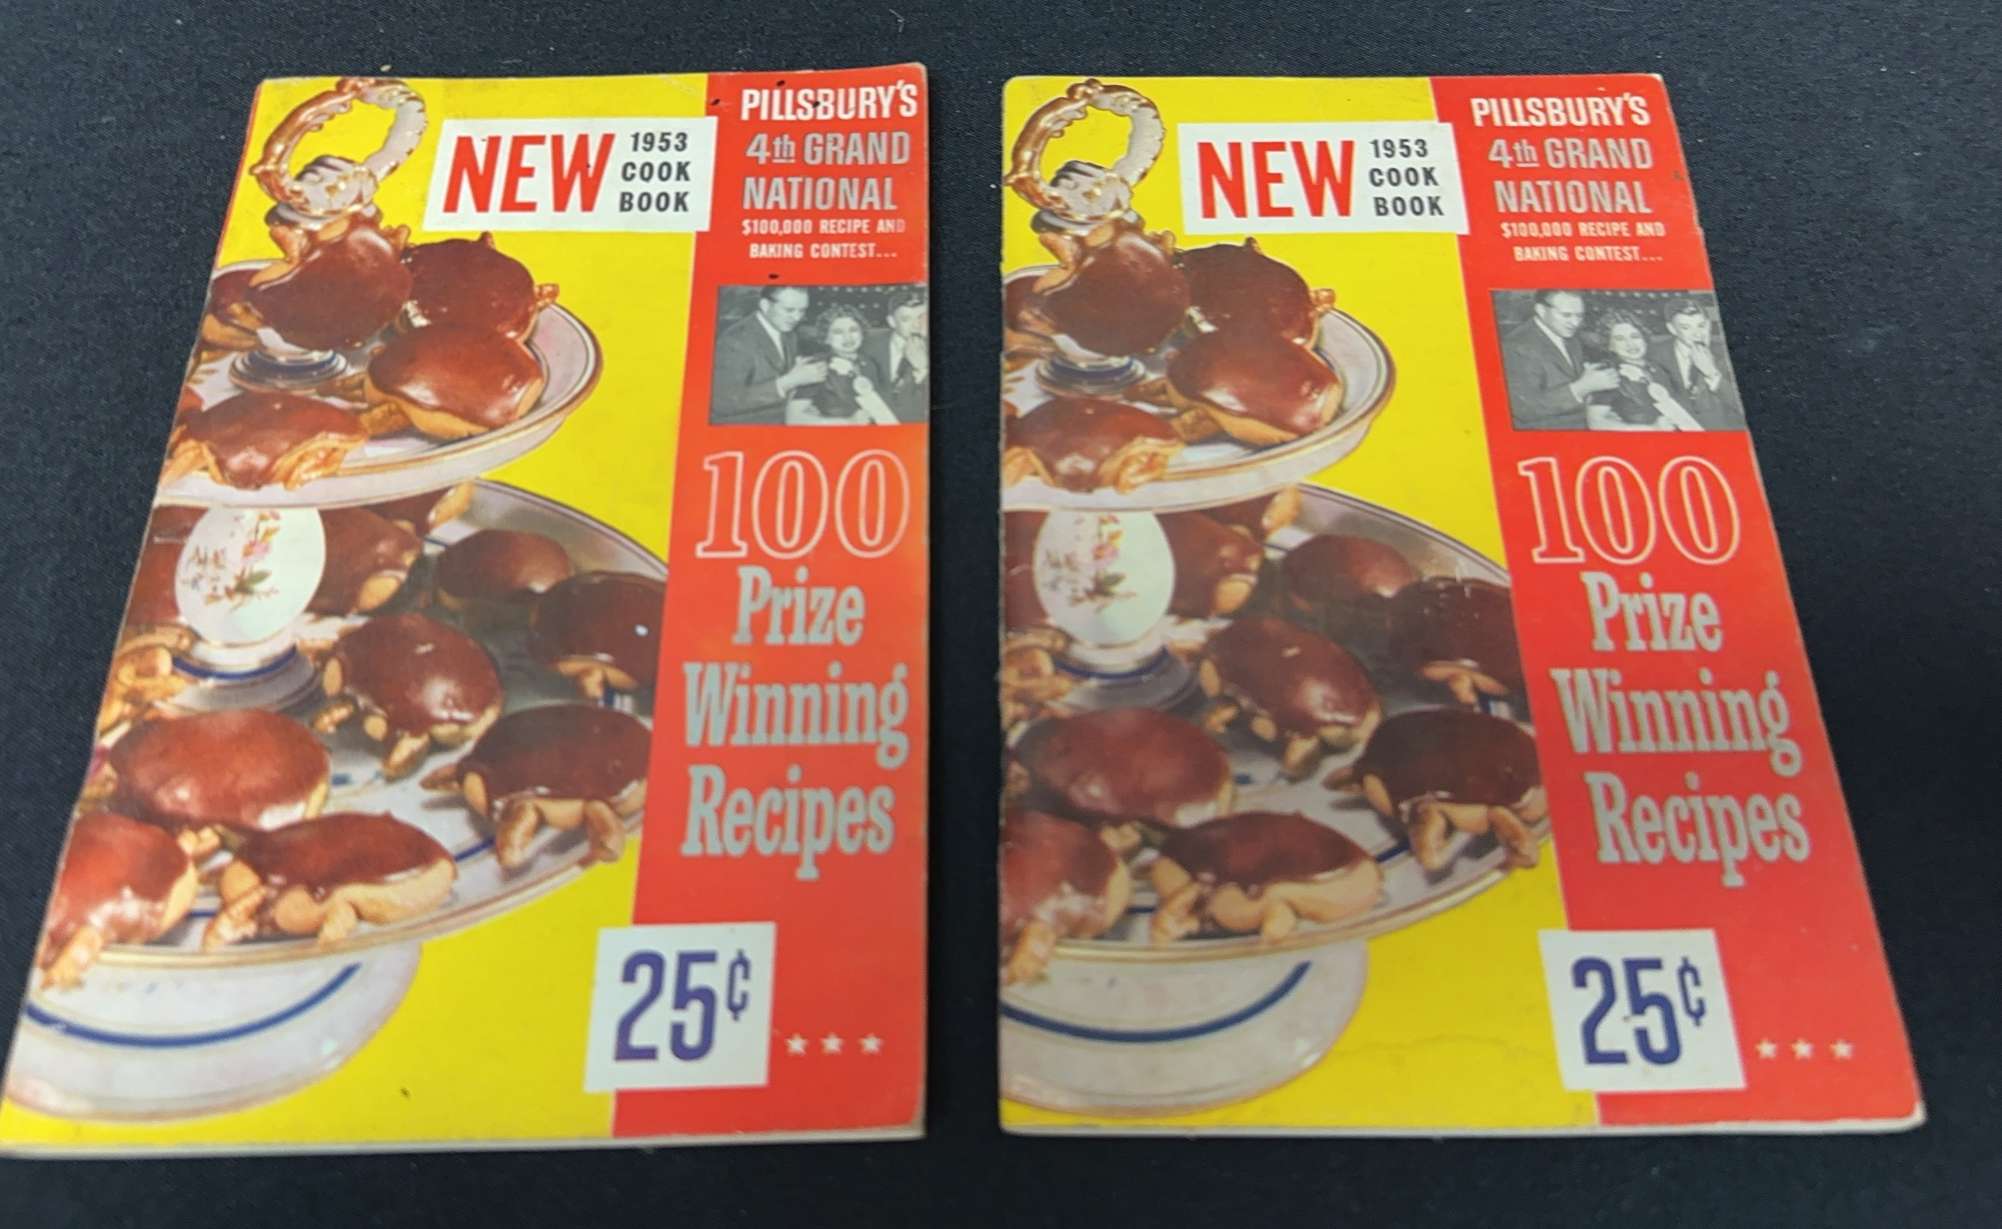 NEW
1953
COOK
BOOK
PILLSBURY'S
4th GRAND
NATIONAL
$100,000 RECIPE AND
BAKING CONTEST...
100
Prize
Winning
Recipes
25¢
NEW
1953
COOK
BOOK
PILLSBURY'S
4th GRAND
NATIONAL
$100,000 RECIPE AND
BAKING CONTEST...
100
Prize
Winning
Recipes
25¢